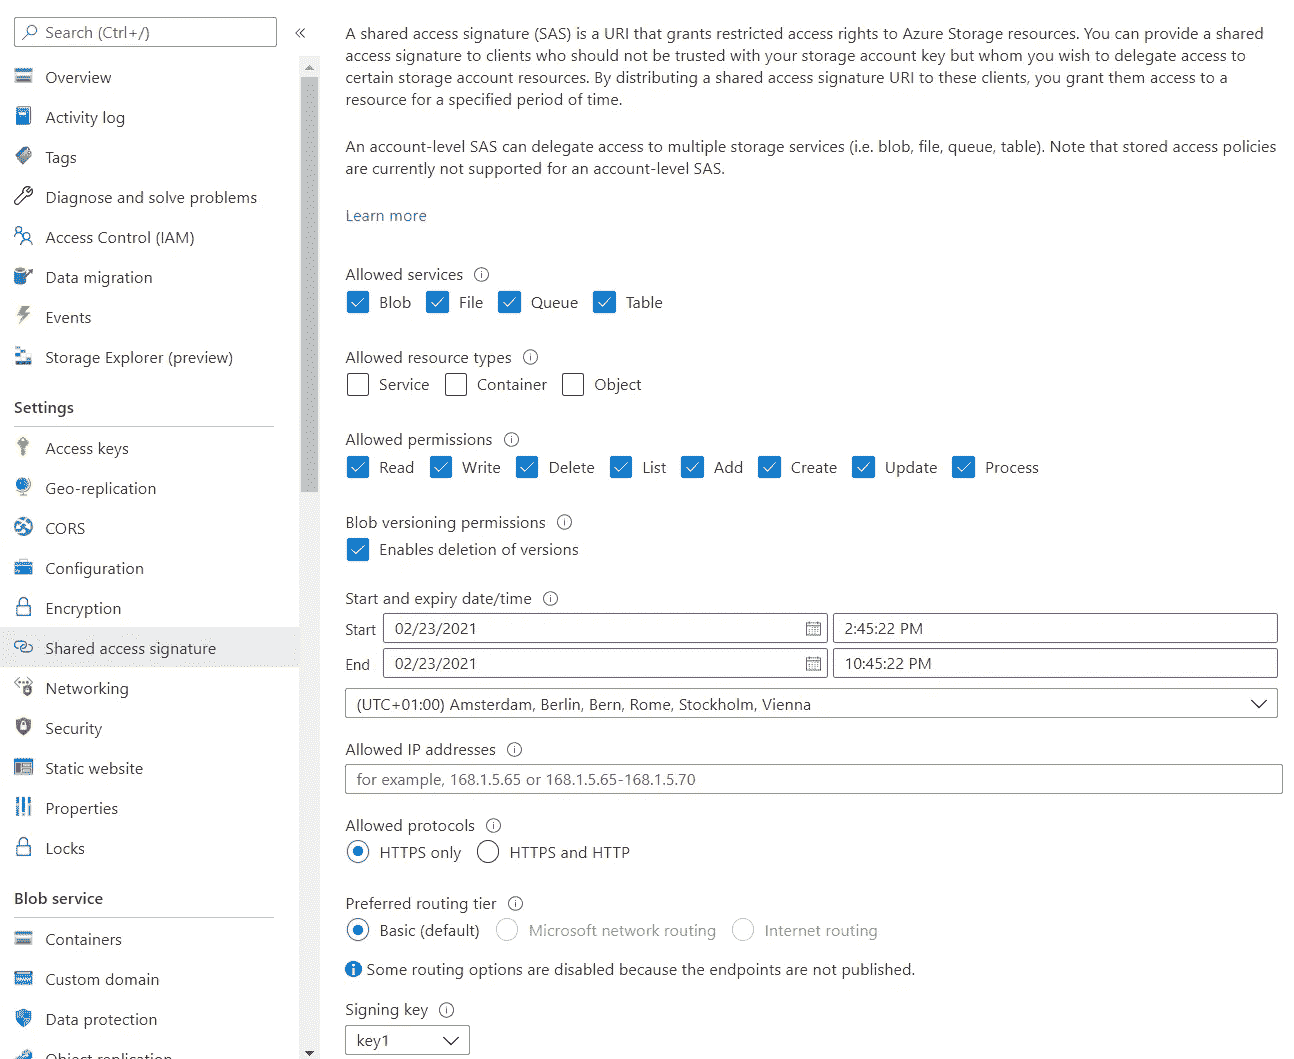 Search (Ctrl+/)
«
Overview
Activity log
Tags
Diagnose and solve problems
Access Control (IAM)
Data migration
Events
Storage Explorer (preview)
Settings
Access keys
Geo-replication
CORS
Configuration
Encryption
Shared access signature
Networking
Security
Static website
Properties
Locks
Blob service
Containers
Custom domain
Data protection
Object replication
A shared access signature (SAS) is a URI that grants restricted access rights to Azure Storage resources. You can provide a shared
access signature to clients who should not be trusted with your storage account key but whom you wish to delegate access to
certain storage account resources. By distributing a shared access signature URI to these clients, you grant them access to a
resource for a specified period of time.
An account-level SAS can delegate access to multiple storage services (i.e. blob, file, queue, table). Note that stored access policies
are currently not supported for an account-level SAS.
Learn more
Allowed services
Blob File Queue Table
Allowed resource types
Service Container Object
Allowed permissions
Read Write Delete List Add Create Update Process
Blob versioning permissions
Enables deletion of versions
Start and expiry date/time
Start 02/23/2021 2:45:22 PM
End 02/23/2021 10:45:22 PM
(UTC+01:00) Amsterdam, Berlin, Bern, Rome, Stockholm, Vienna
Allowed IP addresses
for example, 168.1.5.65 or 168.1.5.65-168.1.5.70
Allowed protocols
HTTPS only HTTPS and HTTP
Preferred routing tier
Basic (default) Microsoft network routing Internet routing
Some routing options are disabled because the endpoints are not published.
Signing key
key1